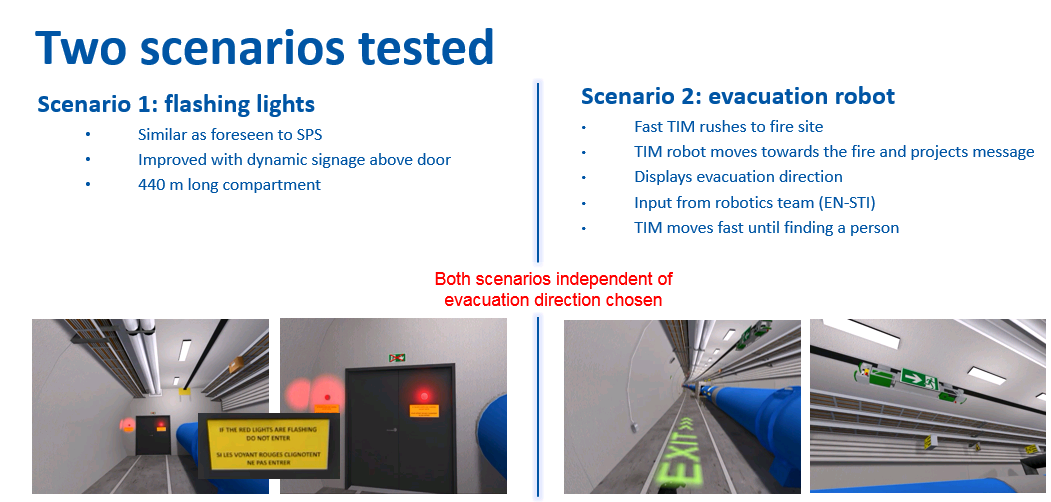 Two scenarios tested
Scenario 1: flashing lights
• Similar as foreseen to SPS
• Improved with dynamic signage above door
• 440 m long compartment
Scenario 2: evacuation robot
• Fast TIM rushes to fire site
• TIM robot moves towards the fire and projects message
• Displays evacuation direction
• Input from robotics team (EN-STI)
• TIM moves fast until finding a person
Both scenarios independent of
evacuation direction chosen
IF THE RED LIGHTS ARE FLASHING
DO NOT ENTER
SI LES VOYANT ROUGES CLIGNOTENT
NE PAS ENTRER
EXIT >>>